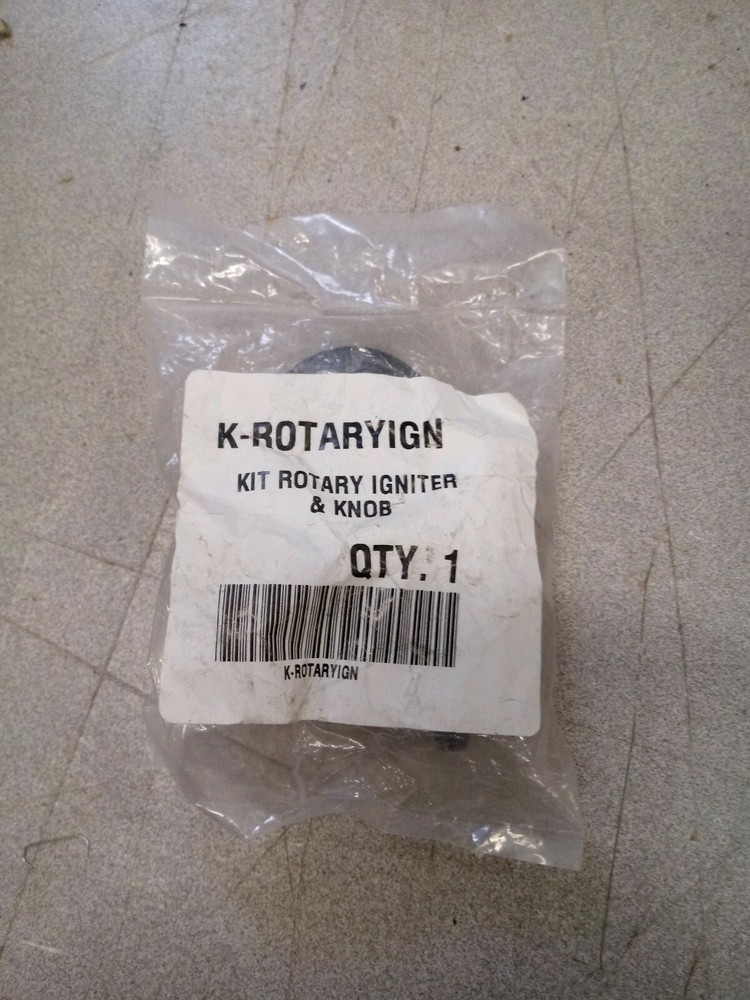 K-ROTARYIGN
KIT ROTARY IGNITER
& KNOB
QTY. 1
K-ROTARYIGN